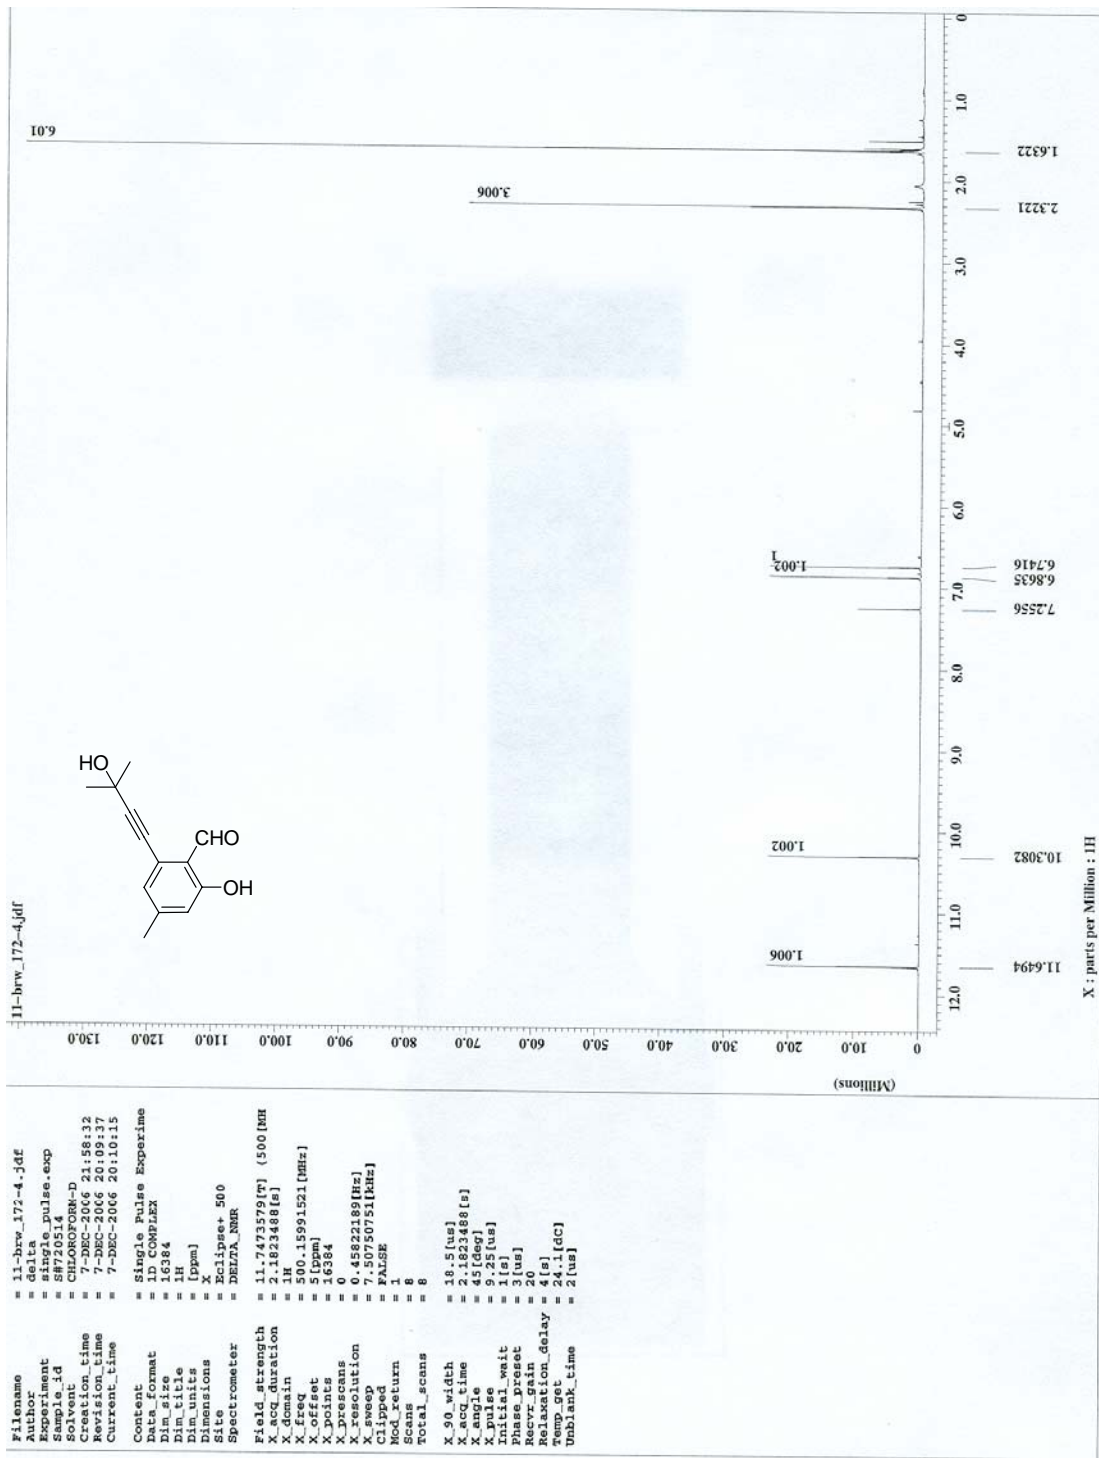 11-brw_172-4.jdf
HO
CHO
OH
6.01
3.006
1.002
1
1.002
1.006
(Millions)
130.0
120.0
110.0
100.0
90.0
80.0
70.0
60.0
50.0
40.0
30.0
20.0
10.0
0
12.0
11.0
10.0
9.0
8.0
7.0
6.0
5.0
4.0
3.0
2.0
1.0
0
11.6494
10.3082
7.2556
6.8635
6.7416
2.3221
1.6322
X : parts per Million : 1H
Filename = 11-brw_172-4.jdf
Author = delta
Experiment = single_pulse.exp
Sample_id = S#720514
Solvent = CHLOROFORM-D
Creation_time = 7-DEC-2006 21:58:32
Revision_time = 7-DEC-2006 20:09:37
Current_time = 7-DEC-2006 20:10:15
Content = Single Pulse Experime
Data_format = 1D COMPLEX
Dim_size = 16384
Dim_title = 1H
Dim_units = [ppm]
Dimensions = X
Site = Eclipse+ 500
Spectrometer = DELTA_NMR
Field_strength = 11.7473579[T] (500[MH
X_acq_duration = 2.1823488[s]
X_domain = 1H
X_freq = 500.15991521[MHz]
X_offset = 5[ppm]
X_points = 16384
X_prescans = 0
X_resolution = 0.45822189[Hz]
X_sweep = 7.50750751[kHz]
Clipped = FALSE
Mod_return = 1
Scans = 8
Total_scans = 8
X_90_width = 18.5[us]
X_acq_time = 2.1823488[s]
X_angle = 45[deg]
X_pulse = 9.25[us]
Initial_wait = 1[s]
Phase_preset = 3[us]
Recvr_gain = 20
Relaxation_delay = 4[s]
Temp_get = 24.1[dC]
Unblank_time = 2[us]